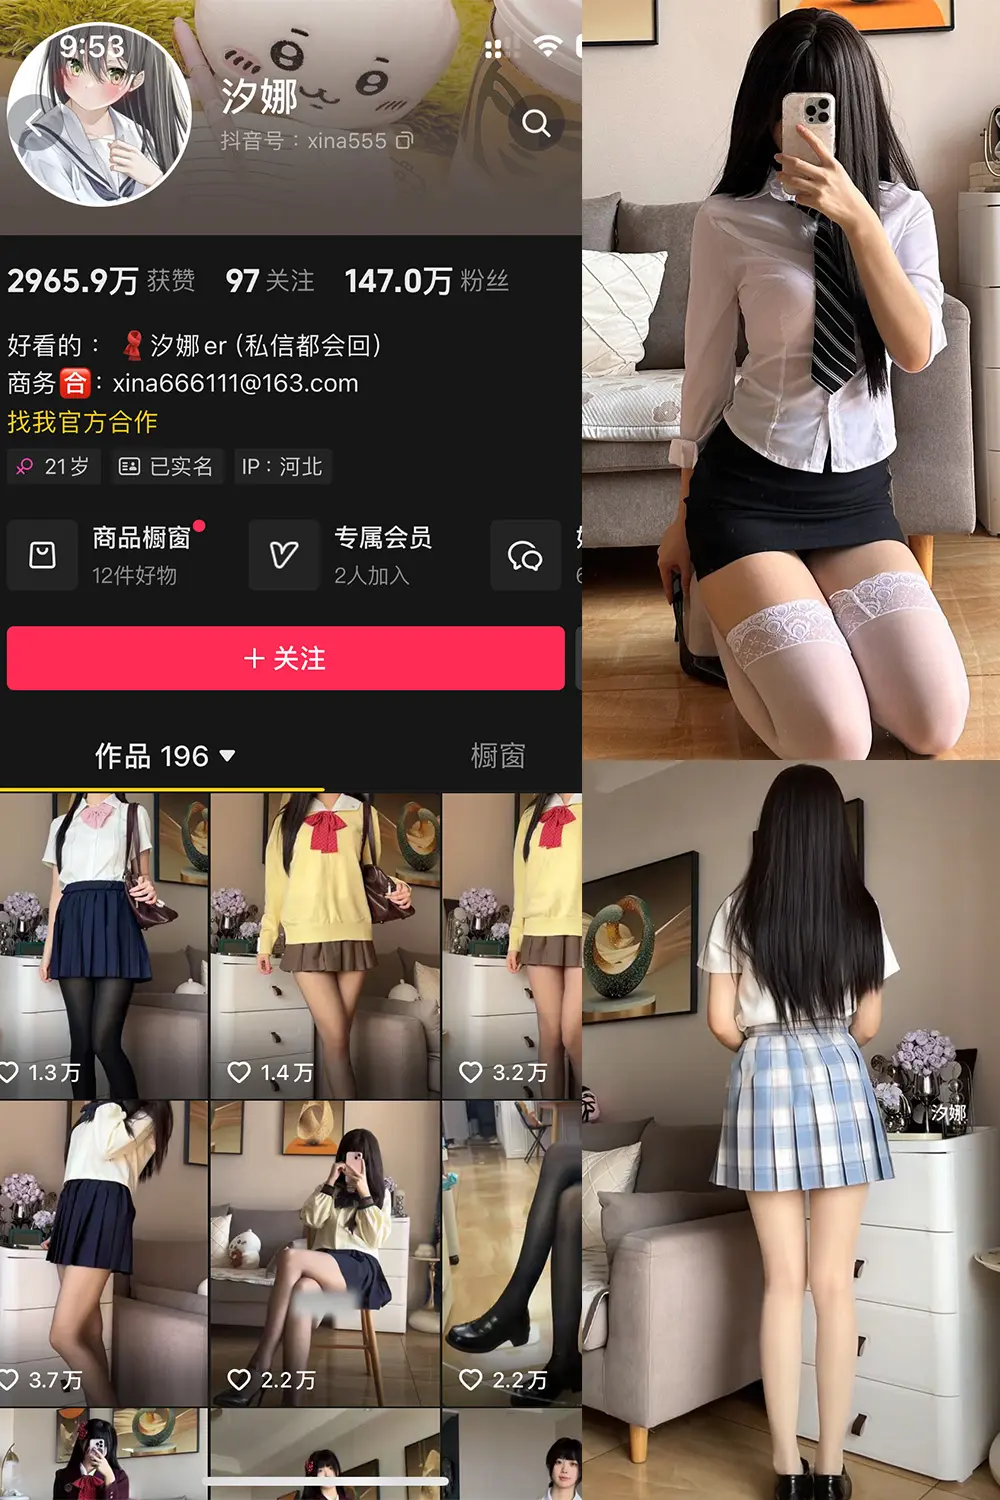 9:53
汐娜
抖音号：xina555
2965.9万 获赞 97 关注 147.0万 粉丝
好看的： 🧣汐娜er (私信都会回)
商务🈴：xina666111@163.com
找我官方合作
21岁 已实名 IP：河北
商品橱窗 专属会员
12件好物 2人加入
＋关注
作品 196 橱窗
1.3万 1.4万 3.2万
3.7万 2.2万 2.2万
汐娜